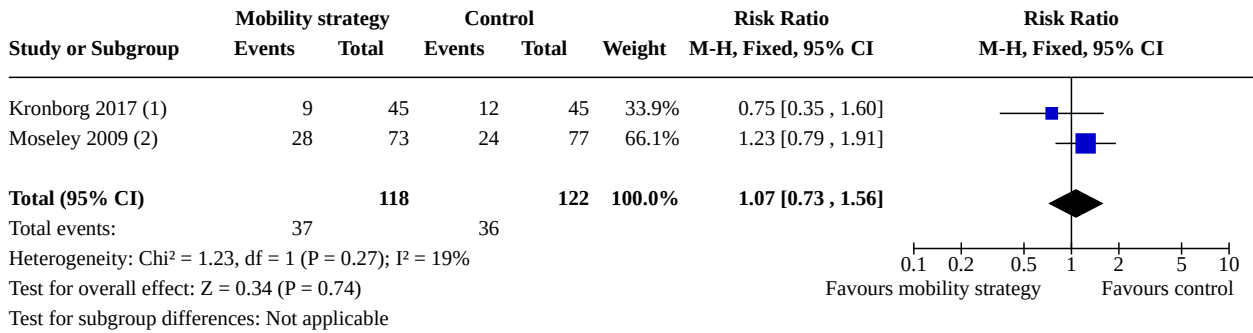 Mobility strategy Control Risk Ratio Risk Ratio
Study or Subgroup Events Total Events Total Weight M-H, Fixed, 95% CI M-H, Fixed, 95% CI
Kronborg 2017 (1) 9 45 12 45 33.9% 0.75 [0.35 , 1.60]
Moseley 2009 (2) 28 73 24 77 66.1% 1.23 [0.79 , 1.91]
Total (95% CI) 118 122 100.0% 1.07 [0.73 , 1.56]
Total events: 37 36
Heterogeneity: Chi² = 1.23, df = 1 (P = 0.27); I² = 19%
0.1 0.2 0.5 1 2 5 10
Test for overall effect: Z = 0.34 (P = 0.74) Favours mobility strategy Favours control
Test for subgroup differences: Not applicable